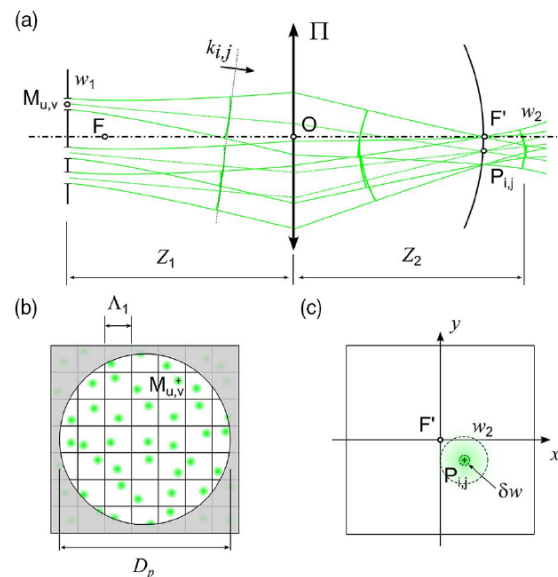 (a)
Π
k_{i,j}
w_1
M_{u,v}
F
O
F'
w_2
P_{i,j}
Z_1
Z_2
(b)
Λ_1
M_{u,v}
D_p
(c)
y
F'
w_2
x
P_{i,j}
δw